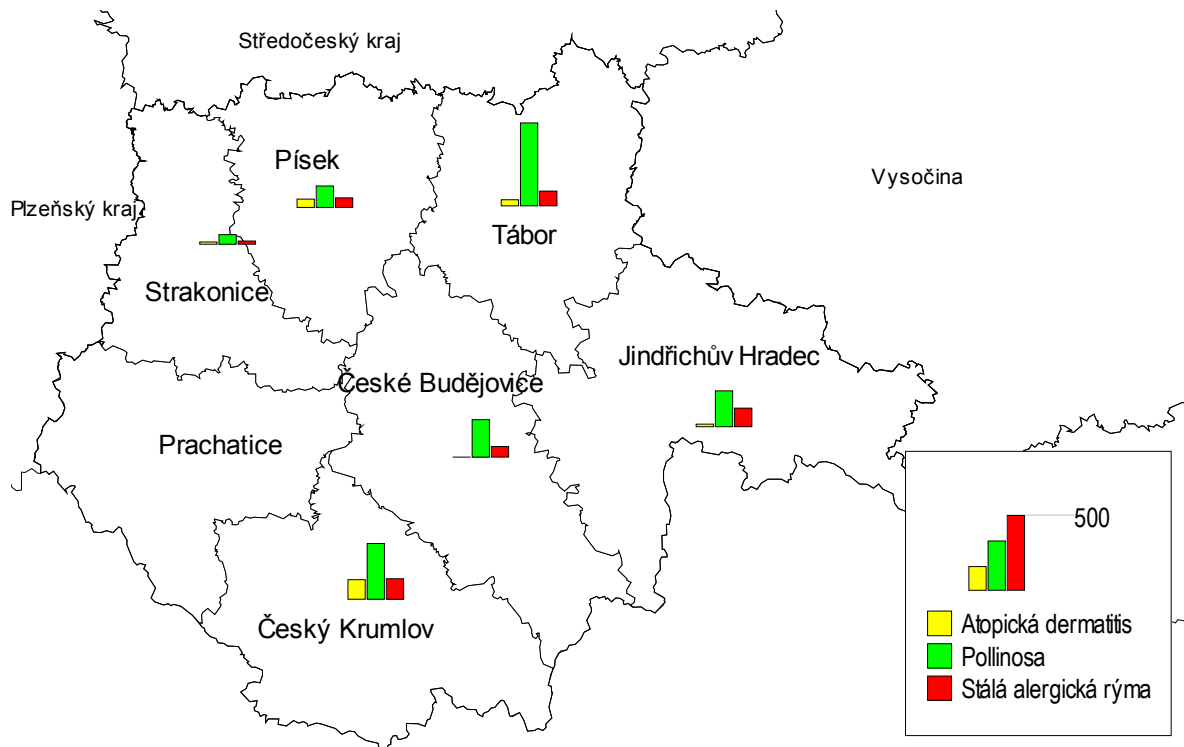 Středočeský kraj
Písek
Vysočina
Plzeňský kraj
Tábor
Strakonice
Jindřichův Hradec
České Budějovice
Prachatice
Český Krumlov
500
Atopická dermatitis
Pollinosa
Stálá alergická rýma